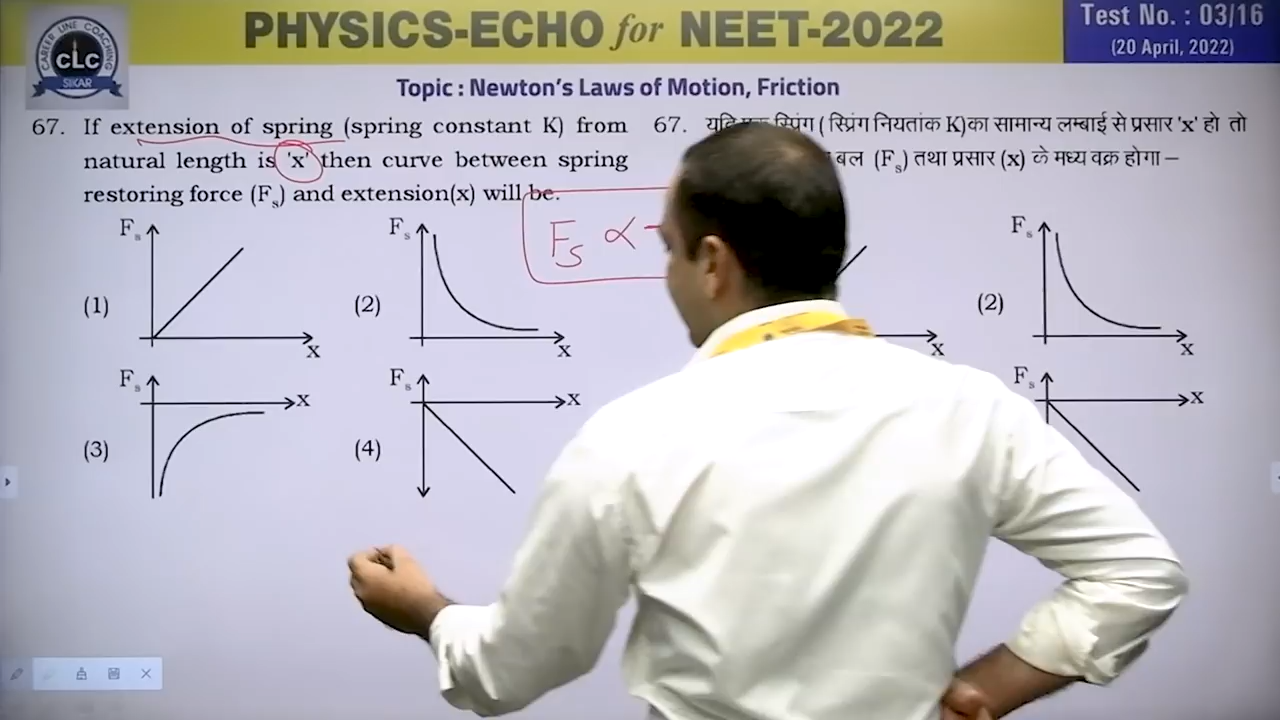 PHYSICS-ECHO for NEET-2022
Test No. : 03/16
(20 April, 2022)
CAREER LINE COACHING
CLC
SIKAR
Topic : Newton's Laws of Motion, Friction
67. If extension of spring (spring constant K) from
natural length is 'x' then curve between spring
restoring force (Fs) and extension(x) will be.
Fs ∝ -
(1)
Fs
x
(2)
Fs
x
(3)
Fs
x
(4)
Fs
x
67. यदि स्प्रिंग ( स्प्रिंग नियतांक K)का सामान्य लम्बाई से प्रसार 'x' हो तो
बल (Fs) तथा प्रसार (x) के मध्य वक्र होगा –
x
(2)
Fs
x
Fs
x